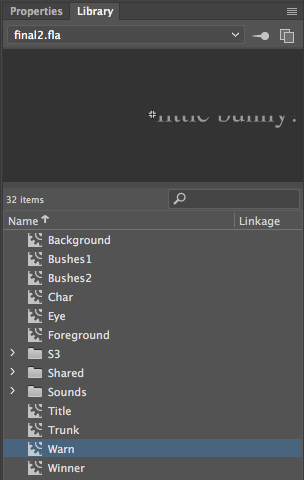 Properties Library
final2.fla
little bunny.
32 items
Name Linkage
Background
Bushes1
Bushes2
Char
Eye
Foreground
S3
Shared
Sounds
Title
Trunk
Warn
Winner